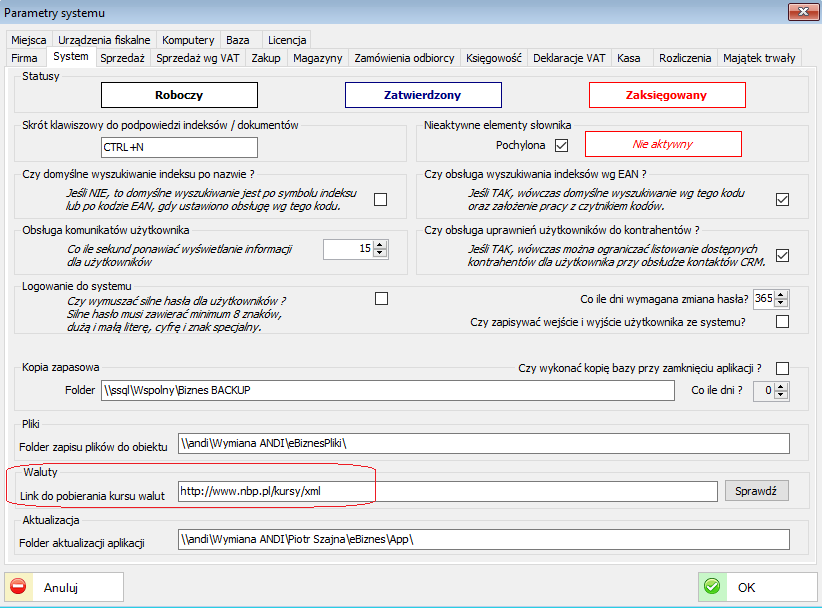 Parametry systemu
Miejsca Urządzenia fiskalne Komputery Baza Licencja
Firma System Sprzedaż Sprzedaż wg VAT Zakup Magazyny Zamówienia odbiorcy Księgowość Deklaracje VAT Kasa Rozliczenia Majątek trwały
Statusy
Roboczy Zatwierdzony Zaksięgowany
Skrót klawiszowy do podpowiedzi indeksów / dokumentów
CTRL+N
Nieaktywne elementy słownika
Pochylona Nie aktywny
Czy domyślne wyszukiwanie indeksu po nazwie ?
Jeśli NIE, to domyślne wyszukiwanie jest po symbolu indeksu
lub po kodzie EAN, gdy ustawiono obsługę wg tego kodu.
Czy obsługa wyszukiwania indeksów wg EAN ?
Jeśli TAK, wówczas domyślne wyszukiwanie wg tego kodu
oraz założenie pracy z czytnikiem kodów.
Obsługa komunikatów użytkownika
Co ile sekund ponawiać wyświetlanie informacji
dla użytkowników
15
Czy obsługa uprawnień użytkowników do kontrahentów ?
Jeśli TAK, wówczas można ograniczać listowanie dostępnych
kontrahentów dla użytkownika przy obsłudze kontaktów CRM.
Logowanie do systemu
Czy wymuszać silne hasła dla użytkowników ?
Silne hasło musi zawierać minimum 8 znaków,
dużą i małą literę, cyfrę i znak specjalny.
Co ile dni wymagana zmiana hasła? 365
Czy zapisywać wejście i wyjście użytkownika ze systemu?
Kopia zapasowa
Czy wykonać kopię bazy przy zamknięciu aplikacji ?
Folder \\ssql\Wspolny\Biznes BACKUP Co ile dni ? 0
Pliki
Folder zapisu plików do obiektu \\andi\Wymiana ANDI\eBiznesPliki\
Waluty
Link do pobierania kursu walut http://www.nbp.pl/kursy/xml Sprawdź
Aktualizacja
Folder aktualizacji aplikacji \\andi\Wymiana ANDI\Piotr Szajna\eBiznes\App\
Anuluj OK